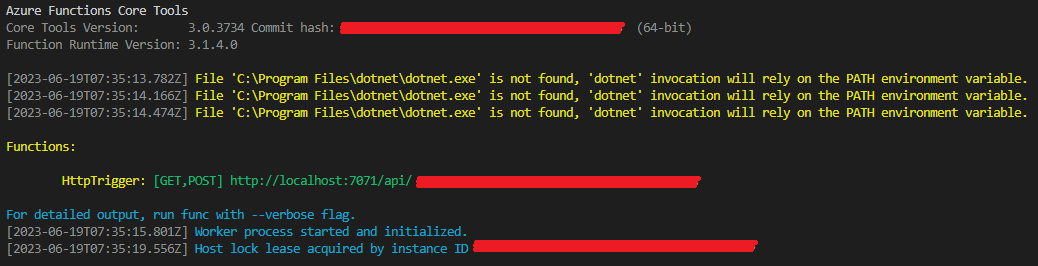 Azure Functions Core Tools
Core Tools Version: 3.0.3734 Commit hash: (64-bit)
Function Runtime Version: 3.1.4.0
[2023-06-19T07:35:13.782Z] File 'C:\Program Files\dotnet\dotnet.exe' is not found, 'dotnet' invocation will rely on the PATH environment variable.
[2023-06-19T07:35:14.166Z] File 'C:\Program Files\dotnet\dotnet.exe' is not found, 'dotnet' invocation will rely on the PATH environment variable.
[2023-06-19T07:35:14.474Z] File 'C:\Program Files\dotnet\dotnet.exe' is not found, 'dotnet' invocation will rely on the PATH environment variable.
Functions:
HttpTrigger: [GET,POST] http://localhost:7071/api/
For detailed output, run func with --verbose flag.
[2023-06-19T07:35:15.801Z] Worker process started and initialized.
[2023-06-19T07:35:19.556Z] Host lock lease acquired by instance ID